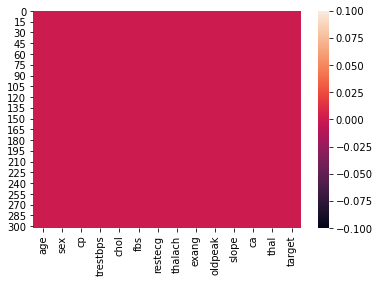 0
15
30
45
60
75
90
105
120
135
150
165
180
195
210
225
240
255
270
285
300
age
sex
cp
trestbps
chol
fbs
restecg
thalach
exang
oldpeak
slope
ca
thal
target
0.100
0.075
0.050
0.025
0.000
-0.025
-0.050
-0.075
-0.100